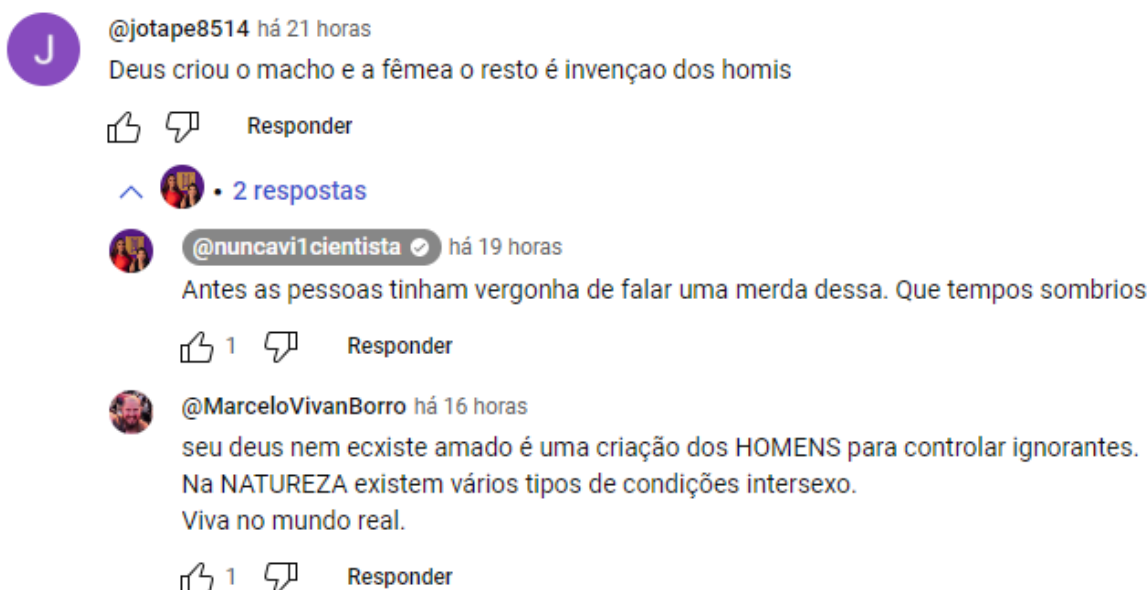 J
@jotape8514 há 21 horas
Deus criou o macho e a fêmea o resto é invençao dos homis
Responder
• 2 respostas
@nuncavi1cientista há 19 horas
Antes as pessoas tinham vergonha de falar uma merda dessa. Que tempos sombrios
1 Responder
@MarceloVivanBorro há 16 horas
seu deus nem ecxiste amado é uma criação dos HOMENS para controlar ignorantes.
Na NATUREZA existem vários tipos de condições intersexo.
Viva no mundo real.
1 Responder